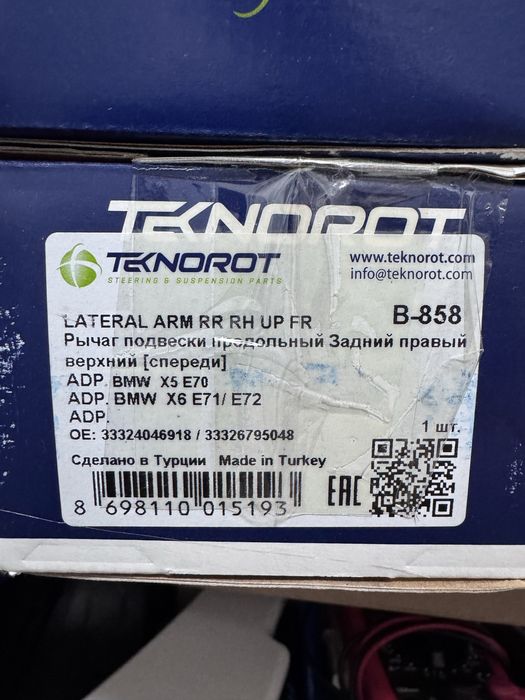 TEKNOROT
TEKNOROT
STEERING & SUSPENSION PARTS
www.teknorot.com
info@teknorot.com
LATERAL ARM RR RH UP FR
B-858
Рычаг подвески продольный Задний правый
верхний [спереди]
ADP. BMW X5 E70
ADP. BMW X6 E71/ E72
ADP.
OE: 33324046918 / 33326795048
1 шт.
Сделано в Турции Made in Turkey
8 698110 015193
EAC